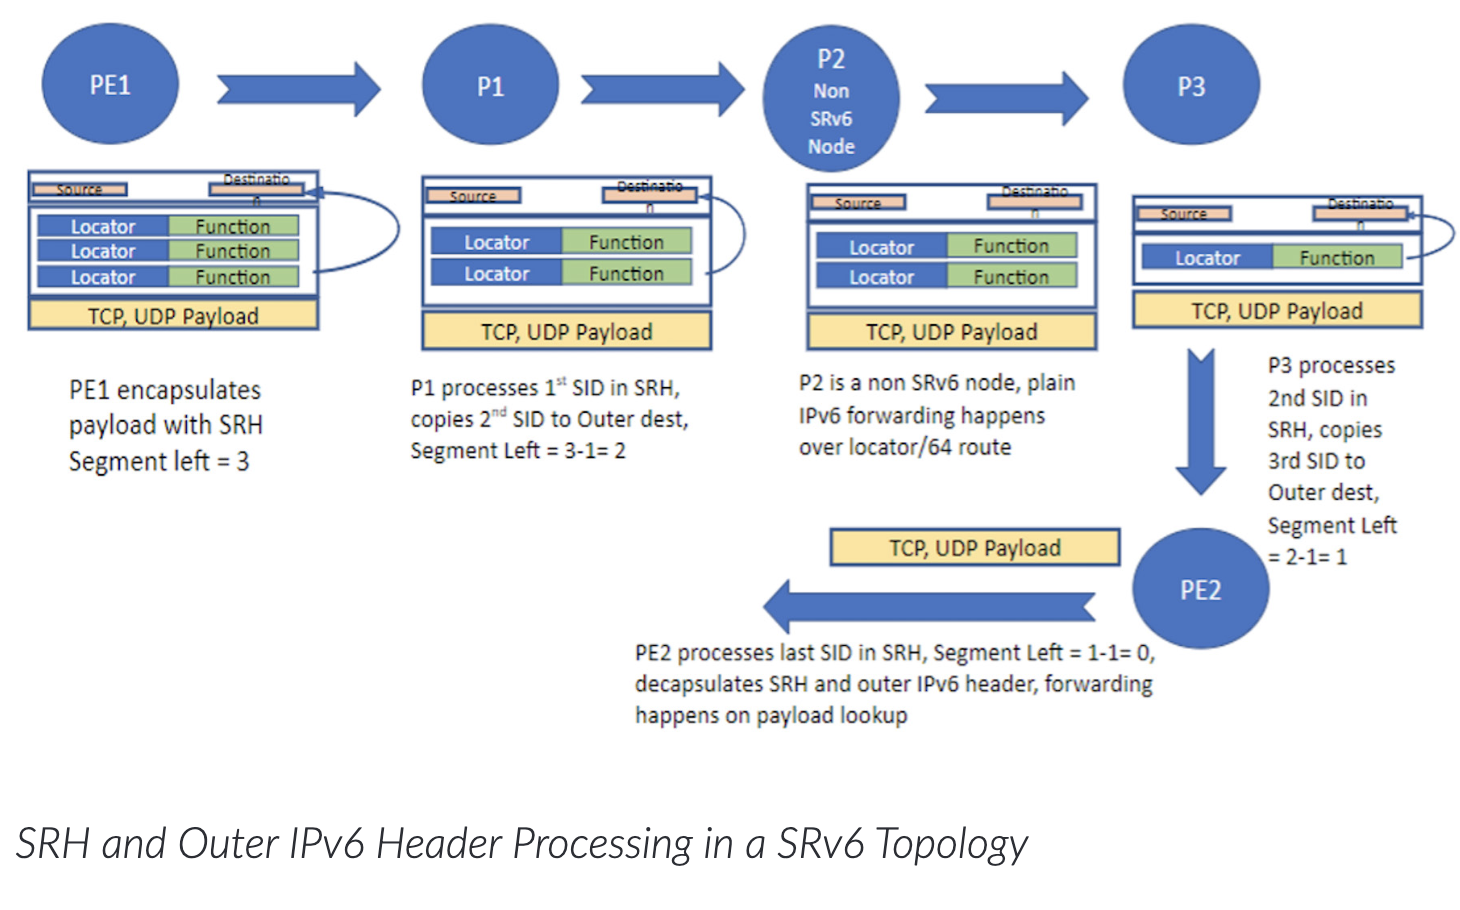 PE1
P1
P2
Non
SRv6
Node
P3
Source
Destinatio
n
Locator Function
Locator Function
Locator Function
TCP, UDP Payload
PE1 encapsulates
payload with SRH
Segment left = 3
Source
Destinatio
n
Locator Function
Locator Function
TCP, UDP Payload
P1 processes 1st SID in SRH,
copies 2nd SID to Outer dest,
Segment Left = 3-1= 2
Source
Destinatio
n
Locator Function
Locator Function
TCP, UDP Payload
P2 is a non SRv6 node, plain
IPv6 forwarding happens
over locator/64 route
Source
Destinatio
n
Locator Function
TCP, UDP Payload
P3 processes
2nd SID in
SRH, copies
3rd SID to
Outer dest,
Segment Left
= 2-1= 1
TCP, UDP Payload
PE2
PE2 processes last SID in SRH, Segment Left = 1-1= 0,
decapsulates SRH and outer IPv6 header, forwarding
happens on payload lookup
SRH and Outer IPv6 Header Processing in a SRv6 Topology